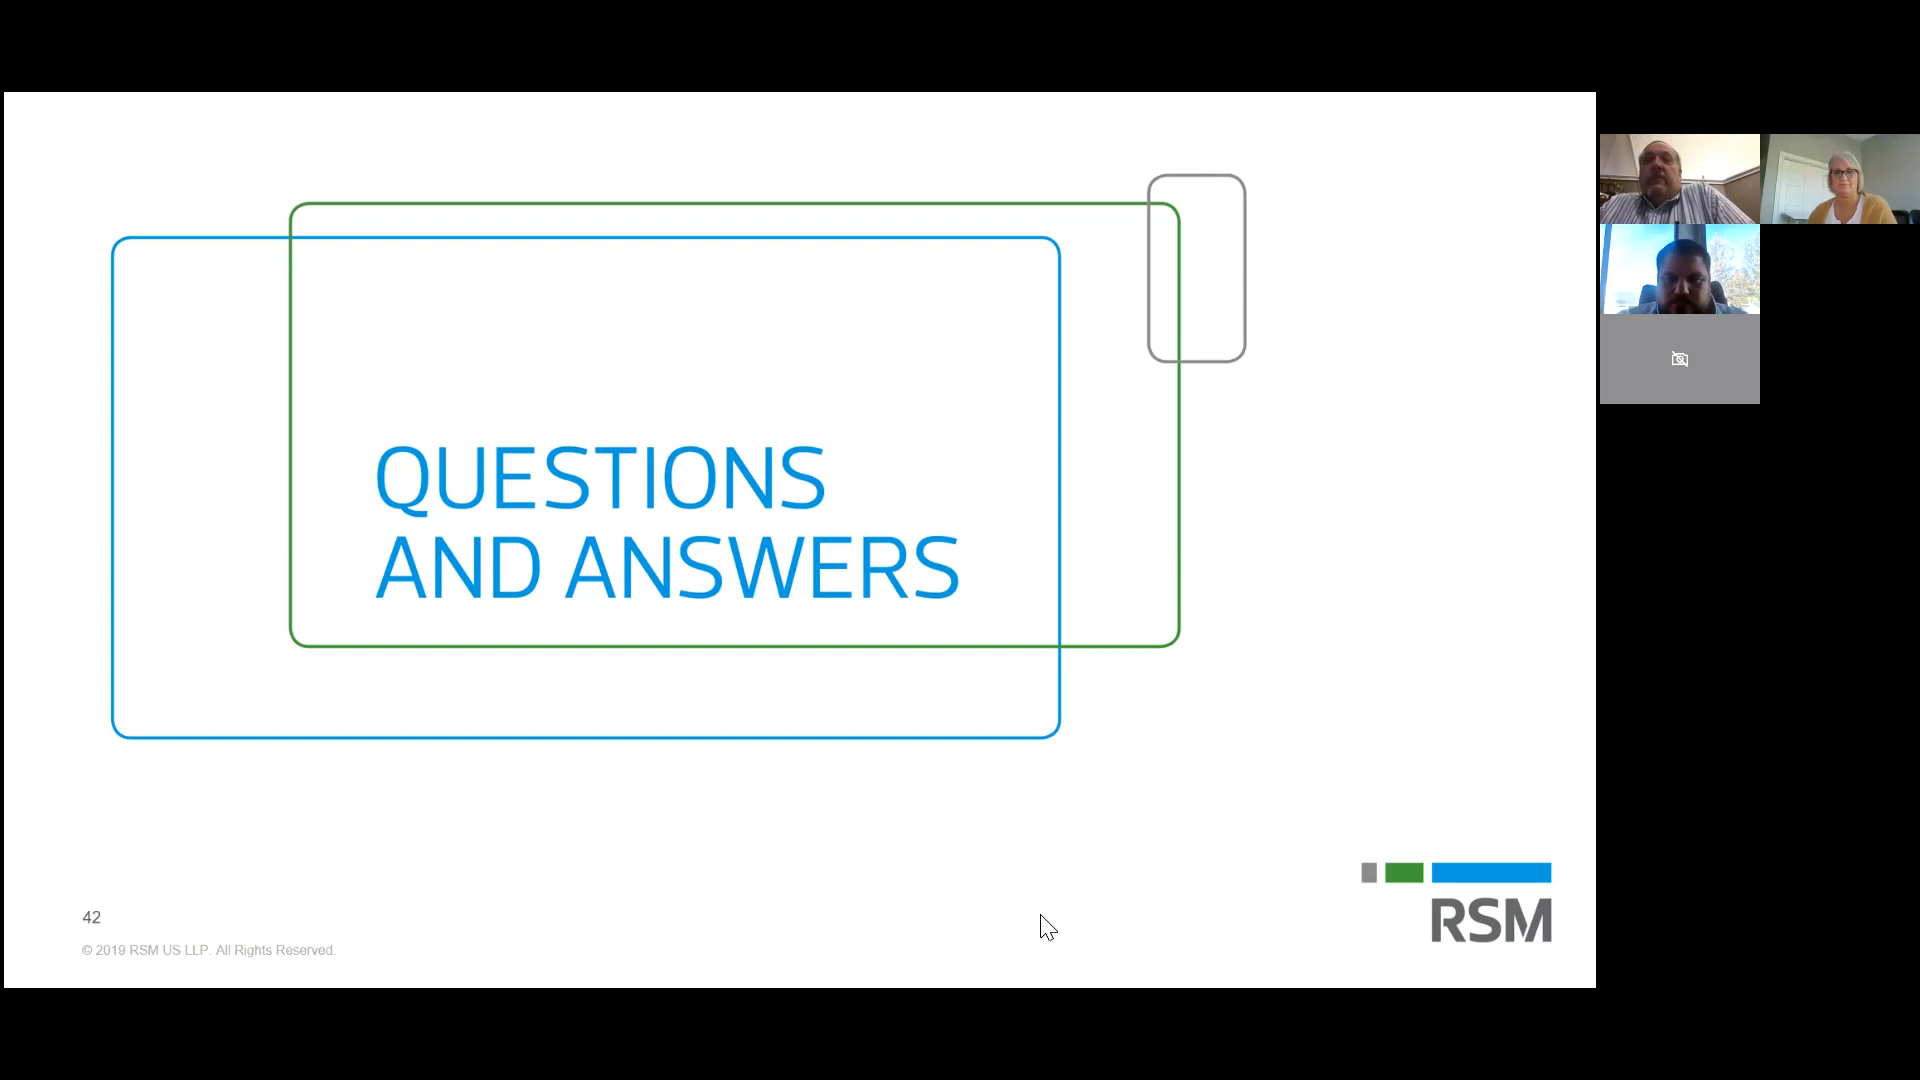 QUESTIONS
AND ANSWERS
42
© 2019 RSM US LLP. All Rights Reserved.
RSM